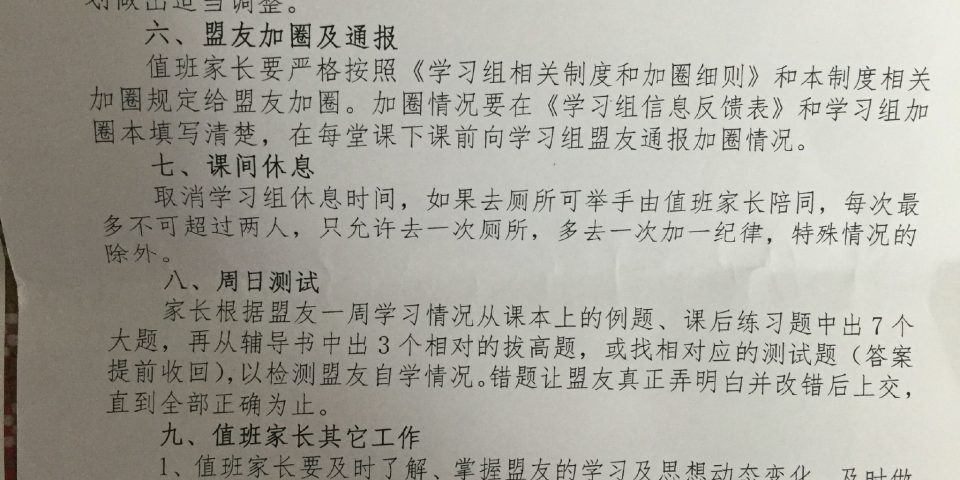 划做出适当调整。
六、盟友加圈及通报
值班家长要严格按照《学习组相关制度和加圈细则》和本制度相关
加圈规定给盟友加圈。加圈情况要在《学习组信息反馈表》和学习组加
圈本填写清楚，在每堂课下课前向学习组盟友通报加圈情况。
七、课间休息
取消学习组休息时间，如果去厕所可举手由值班家长陪同，每次最
多不可超过两人，只允许去一次厕所，多去一次加一纪律，特殊情况的
除外。
八、周日测试
家长根据盟友一周学习情况从课本上的例题、课后练习题中出7个
大题，再从辅导书中出3个相对的拔高题，或找相对应的测试题（答案
提前收回），以检测盟友自学情况。错题让盟友真正弄明白并改错后上交，
直到全部正确为止。
九、值班家长其它工作
1、值班家长要及时了解、掌握盟友的学习及思想动态变化，及时做